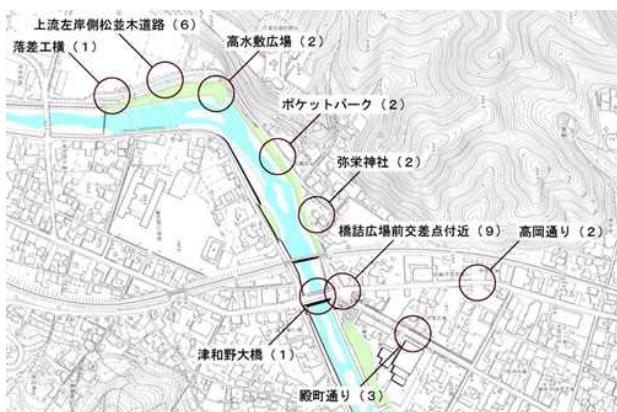 上流左岸側松並木道路(6)
落差工横(1)
高水敷広場(2)
ポケットパーク(2)
弥栄神社(2)
橋詰広場前交差点付近(9)
高岡通り(2)
津和野大橋(1)
殿町通り(3)